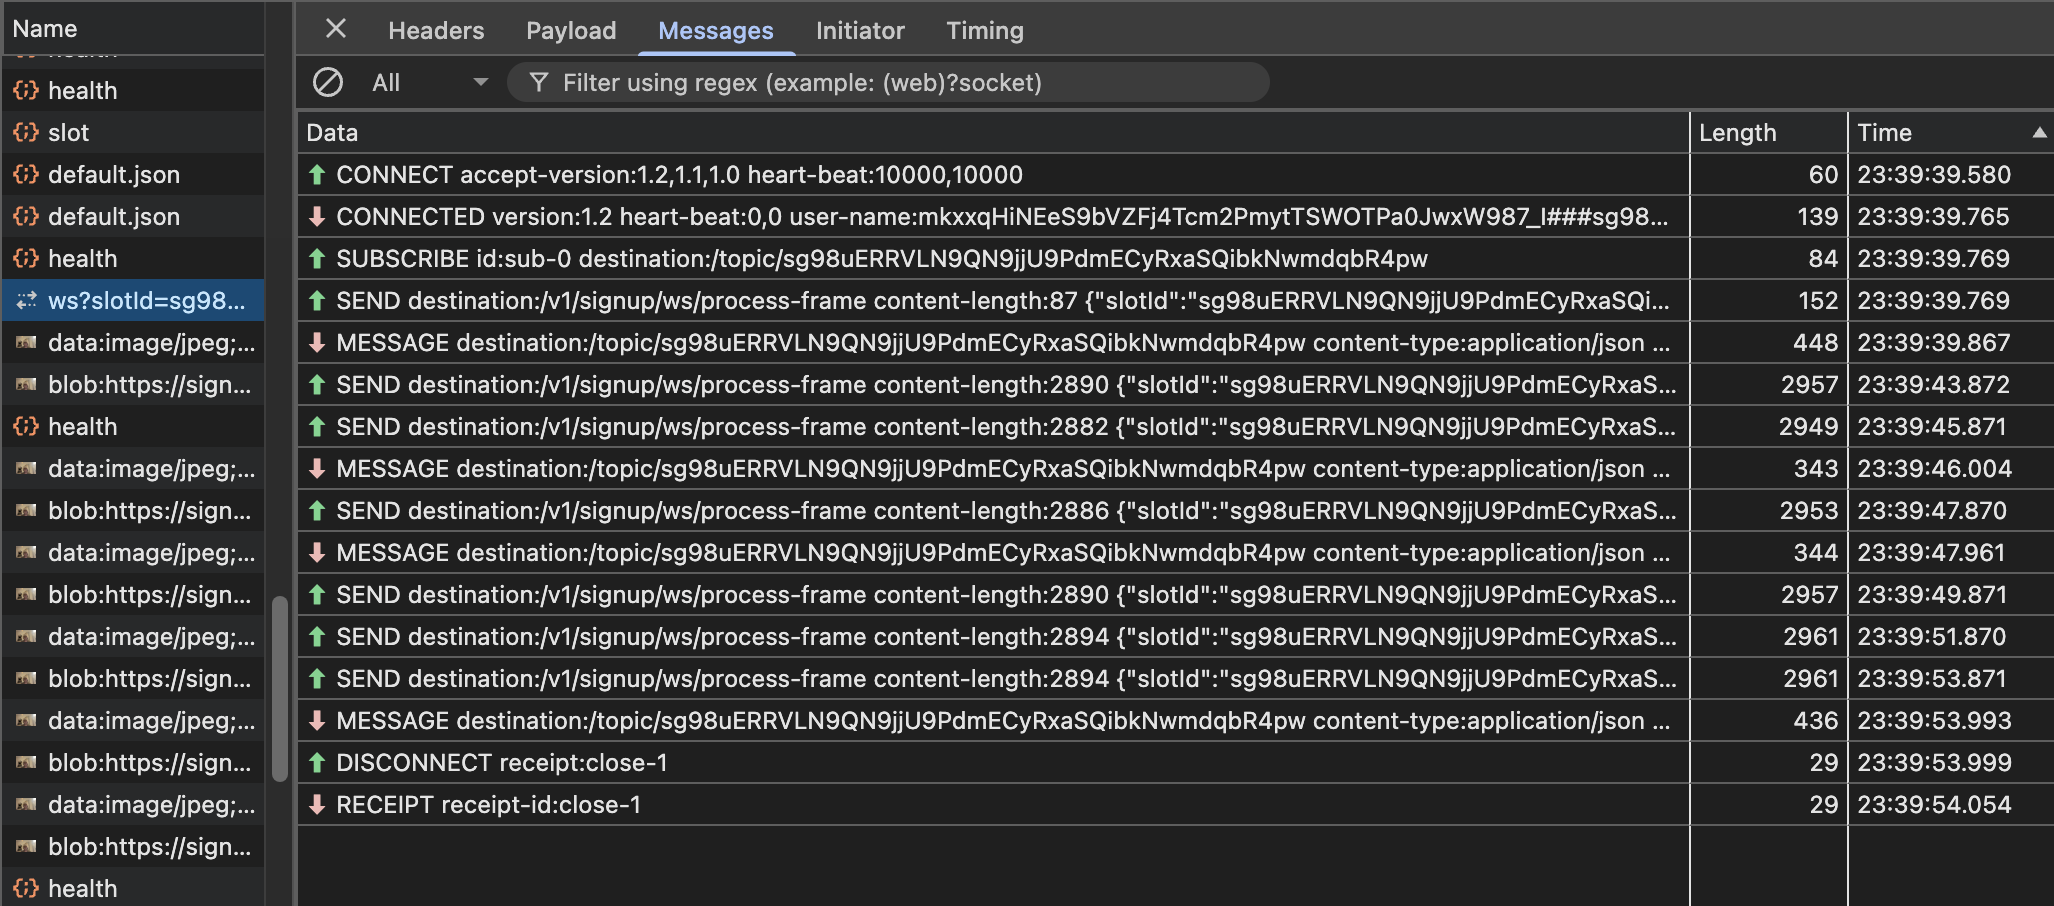 Name
health
slot
default.json
default.json
health
ws?slotId=sg98...
data:image/jpeg;...
blob:https://sign...
health
data:image/jpeg;...
blob:https://sign...
data:image/jpeg;...
blob:https://sign...
data:image/jpeg;...
blob:https://sign...
data:image/jpeg;...
blob:https://sign...
data:image/jpeg;...
blob:https://sign...
health
Headers Payload Messages Initiator Timing
All Filter using regex (example: (web)?socket)
Data Length Time
CONNECT accept-version:1.2,1.1,1.0 heart-beat:10000,10000 60 23:39:39.580
CONNECTED version:1.2 heart-beat:0,0 user-name:mkxxqHiNEeS9bVZFj4Tcm2PmytTSWOTPa0JwxW987_I###sg98... 139 23:39:39.765
SUBSCRIBE id:sub-0 destination:/topic/sg98uERRVLN9QN9jjU9PdmECyRxaSQibkNwmdqbR4pw 84 23:39:39.769
SEND destination:/v1/signup/ws/process-frame content-length:87 {"slotId":"sg98uERRVLN9QN9jjU9PdmECyRxaSQi... 152 23:39:39.769
MESSAGE destination:/topic/sg98uERRVLN9QN9jjU9PdmECyRxaSQibkNwmdqbR4pw content-type:application/json ... 448 23:39:39.867
SEND destination:/v1/signup/ws/process-frame content-length:2890 {"slotId":"sg98uERRVLN9QN9jjU9PdmECyRxaS... 2957 23:39:43.872
SEND destination:/v1/signup/ws/process-frame content-length:2882 {"slotId":"sg98uERRVLN9QN9jjU9PdmECyRxaS... 2949 23:39:45.871
MESSAGE destination:/topic/sg98uERRVLN9QN9jjU9PdmECyRxaSQibkNwmdqbR4pw content-type:application/json ... 343 23:39:46.004
SEND destination:/v1/signup/ws/process-frame content-length:2886 {"slotId":"sg98uERRVLN9QN9jjU9PdmECyRxaS... 2953 23:39:47.870
MESSAGE destination:/topic/sg98uERRVLN9QN9jjU9PdmECyRxaSQibkNwmdqbR4pw content-type:application/json ... 344 23:39:47.961
SEND destination:/v1/signup/ws/process-frame content-length:2890 {"slotId":"sg98uERRVLN9QN9jjU9PdmECyRxaS... 2957 23:39:49.871
SEND destination:/v1/signup/ws/process-frame content-length:2894 {"slotId":"sg98uERRVLN9QN9jjU9PdmECyRxaS... 2961 23:39:51.870
SEND destination:/v1/signup/ws/process-frame content-length:2894 {"slotId":"sg98uERRVLN9QN9jjU9PdmECyRxaS... 2961 23:39:53.871
MESSAGE destination:/topic/sg98uERRVLN9QN9jjU9PdmECyRxaSQibkNwmdqbR4pw content-type:application/json ... 436 23:39:53.993
DISCONNECT receipt:close-1 29 23:39:53.999
RECEIPT receipt-id:close-1 29 23:39:54.054